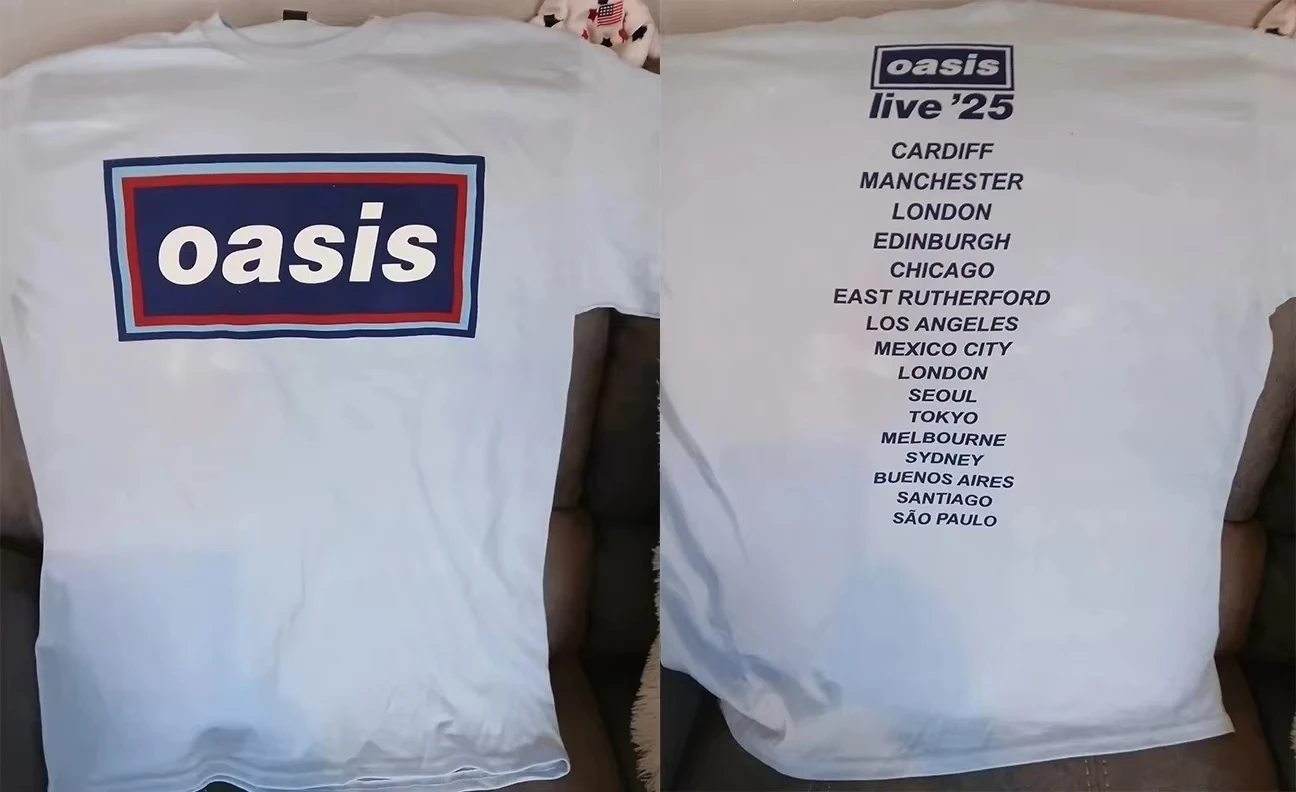 oasis
oasis
live '25
CARDIFF
MANCHESTER
LONDON
EDINBURGH
CHICAGO
EAST RUTHERFORD
LOS ANGELES
MEXICO CITY
LONDON
SEOUL
TOKYO
MELBOURNE
SYDNEY
BUENOS AIRES
SANTIAGO
SÃO PAULO